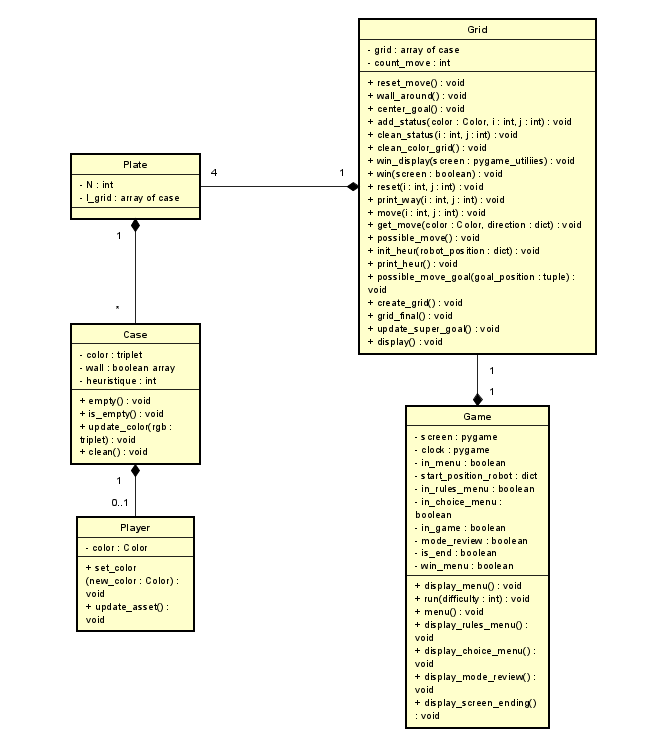 Grid
- grid : array of case
- count_move : int
+ reset_move() : void
+ wall_around() : void
+ center_goal() : void
+ add_status(color : Color, i : int, j : int) : void
+ clean_status(i : int, j : int) : void
+ clean_color_grid() : void
+ win_display(screen : pygame_utiliies) : void
+ win(screen : boolean) : void
+ reset(i : int, j : int) : void
+ print_way(i : int, j : int) : void
+ move(i : int, j : int) : void
+ get_move(color : Color, direction : dict) : void
+ possible_move() : void
+ init_heur(robot_position : dict) : void
+ print_heur() : void
+ possible_move_goal(goal_position : tuple) :
void
+ create_grid() : void
+ grid_final() : void
+ update_super_goal() : void
+ display() : void
Plate
- N : int
- l_grid : array of case
4
1
1
*
Case
- color : triplet
- wall : boolean array
- heuristique : int
+ empty() : void
+ is_empty() : void
+ update_color(rgb :
triplet) : void
+ clean() : void
1
0..1
Player
- color : Color
+ set_color
(new_color : Color) :
void
+ update_asset() :
void
1
1
Game
- screen : pygame
- clock : pygame
- in_menu : boolean
- start_position_robot : dict
- in_rules_menu : boolean
- in_choice_menu :
boolean
- in_game : boolean
- mode_review : boolean
- is_end : boolean
- win_menu : boolean
+ display_menu() : void
+ run(difficulty : int) : void
+ menu() : void
+ display_rules_menu() :
void
+ display_choice_menu() :
void
+ display_mode_review() :
void
+ display_screen_ending()
: void